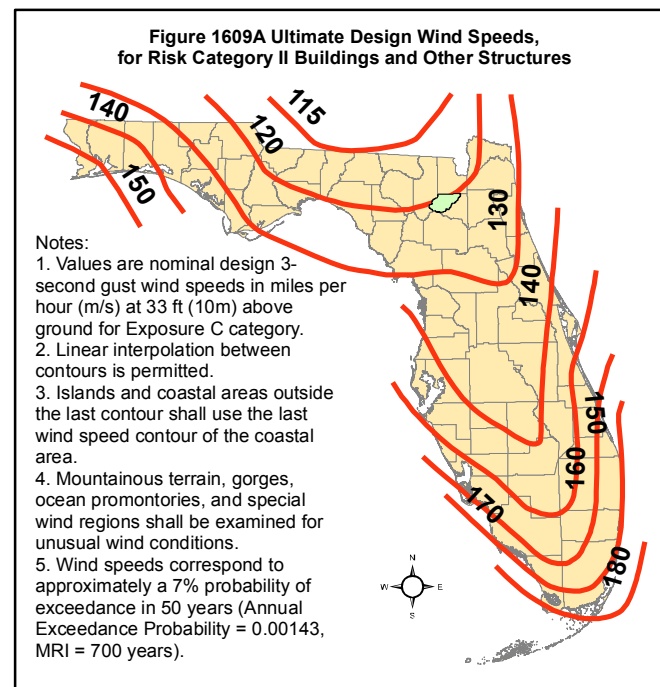 Figure 1609A Ultimate Design Wind Speeds,
for Risk Category II Buildings and Other Structures
115
140
120
150
130
Notes:
1. Values are nominal design 3-
second gust wind speeds in miles per
hour (m/s) at 33 ft (10m) above
ground for Exposure C category.
2. Linear interpolation between
contours is permitted.
3. Islands and coastal areas outside
the last contour shall use the last
wind speed contour of the coastal
area.
4. Mountainous terrain, gorges,
ocean promontories, and special
wind regions shall be examined for
unusual wind conditions.
5. Wind speeds correspond to
approximately a 7% probability of
exceedance in 50 years (Annual
Exceedance Probability = 0.00143,
MRI = 700 years).
140
150
160
170
180
N
W E
S